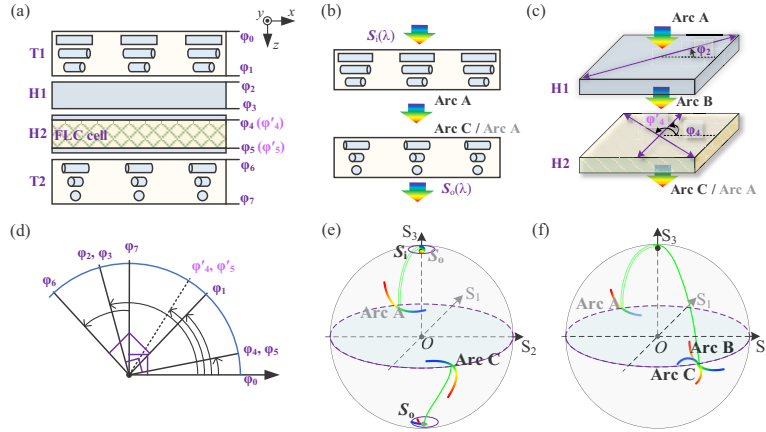 (a)
y
x
z
T1
φ₀
φ₁
H1
φ₂
φ₃
H2
FLC cell
φ₄ (φ'₄)
φ₅ (φ'₅)
T2
φ₆
φ₇
(b)
Sᵢ(λ)
Arc A
Arc C / Arc A
Sₒ(λ)
(c)
Arc A
φ₂
H1
Arc B
φ'₄
φ₄
H2
Arc C / Arc A
(d)
φ₇
φ₂, φ₃
φ'₄, φ'₅
φ₆
φ₁
φ₄, φ₅
φ₀
(e)
S₃
Sᵢ
Sₒ
Arc A
S₁
O
S₂
Arc C
Sₒ
(f)
S₃
Arc A
S₁
O
S
Arc B
Arc C